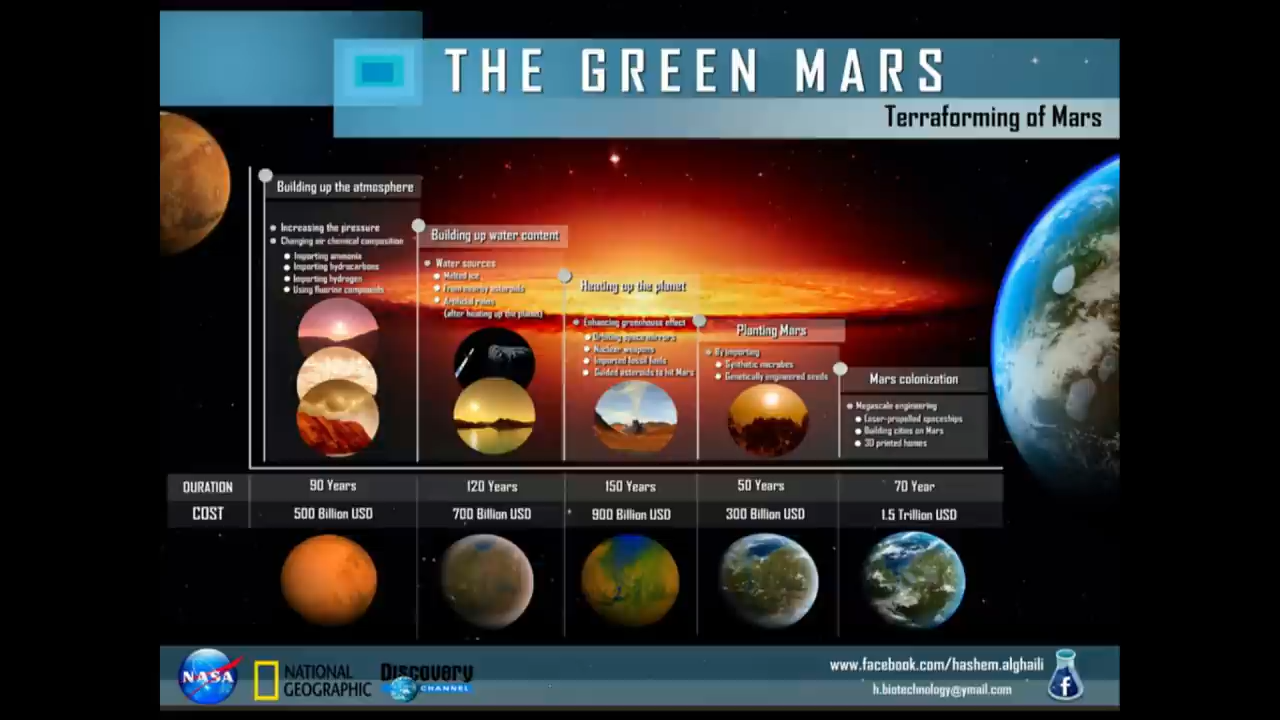 THE GREEN MARS
Terraforming of Mars
Building up the atmosphere
Increasing the pressure
Changing air chemical composition
Importing ammonia
Importing hydrocarbons
Importing hydrogen
Using fluorine compounds
Building up water content
Water sources
Melted ice
From nearby asteroids
Artificial rains
(after heating up the planet)
Heating up the planet
Enhancing greenhouse effect
Orbiting space mirrors
Nuclear weapons
Imported fossil fuels
Guided asteroids to hit Mars
Planting Mars
By importing
Synthetic microbes
Genetically engineered seeds
Mars colonization
Megascale engineering
Laser-propelled spaceships
Building cities on Mars
3D printed homes
DURATION 90 Years 120 Years 150 Years 50 Years 70 Year
COST 500 Billion USD 700 Billion USD 900 Billion USD 300 Billion USD 1.5 Trillion USD
NASA
NATIONAL
GEOGRAPHIC
Discovery
CHANNEL
www.facebook.com/hashem.alghaili
h.biotechnology@ymail.com
f